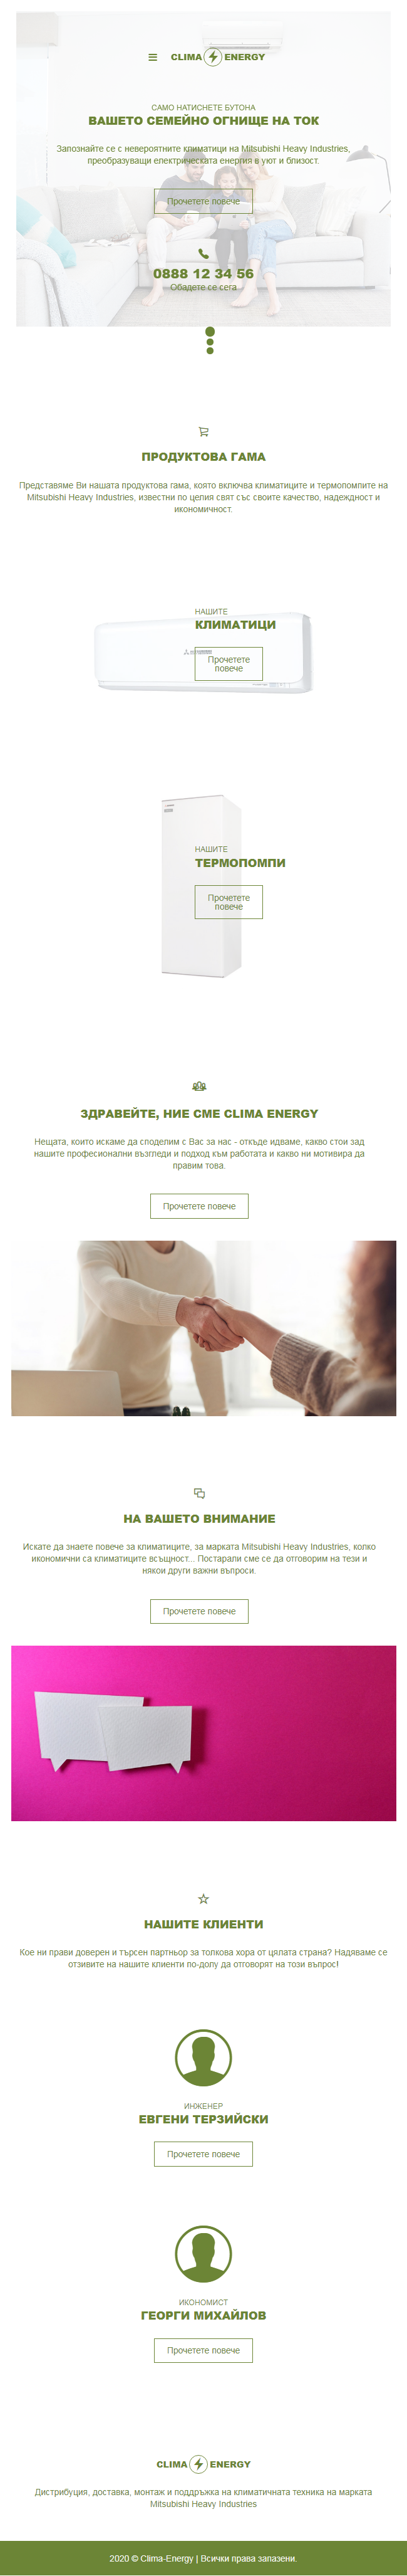 CLIMA ENERGY
САМО НАТИСНЕТЕ БУТОНА
ВАШЕТО СЕМЕЙНО ОГНИЩЕ НА ТОК
Запознайте се с невероятните климатици на Mitsubishi Heavy Industries,
преобразуващи електрическата енергия в уют и близост.
Прочетете повече
0888 12 34 56
Обадете се сега...
ПРОДУКТОВА ГАМА
Представяме Ви нашата продуктова гама, която включва климатиците и термопомпите на
Mitsubishi Heavy Industries, известни по целия свят със своите качество, надеждност и
икономичност.
НАШИТЕ
КЛИМАТИЦИ
Прочетете
повече
НАШИТЕ
ТЕРМОПОМПИ
Прочетете
повече
ЗДРАВЕЙТЕ, НИЕ СМЕ CLIMA ENERGY
Нещата, които искаме да споделим с Вас за нас - откъде идваме, какво стои зад
нашите професионални възгледи и подход към работата и какво ни мотивира да
правим това.
Прочетете повече
НА ВАШЕТО ВНИМАНИЕ
Искате да знаете повече за климатиците, за марката Mitsubishi Heavy Industries, колко
икономични са климатиците всъщност... Постарали сме се да отговорим на тези и
някои други важни въпроси.
Прочетете повече
НАШИТЕ КЛИЕНТИ
Кое ни прави доверен и търсен партньор за толкова хора от цялата страна? Надяваме се
отзивите на нашите клиенти по-долу да отговорят на този въпрос!
ИНЖЕНЕР
ЕВГЕНИ ТЕРЗИЙСКИ
Прочетете повече
ИКОНОМИСТ
ГЕОРГИ МИХАЙЛОВ
Прочетете повече
CLIMA ENERGY
Дистрибуция, доставка, монтаж и поддръжка на климатичната техника на марката
Mitsubishi Heavy Industries
2020 © Clima-Energy | Всички права запазени.